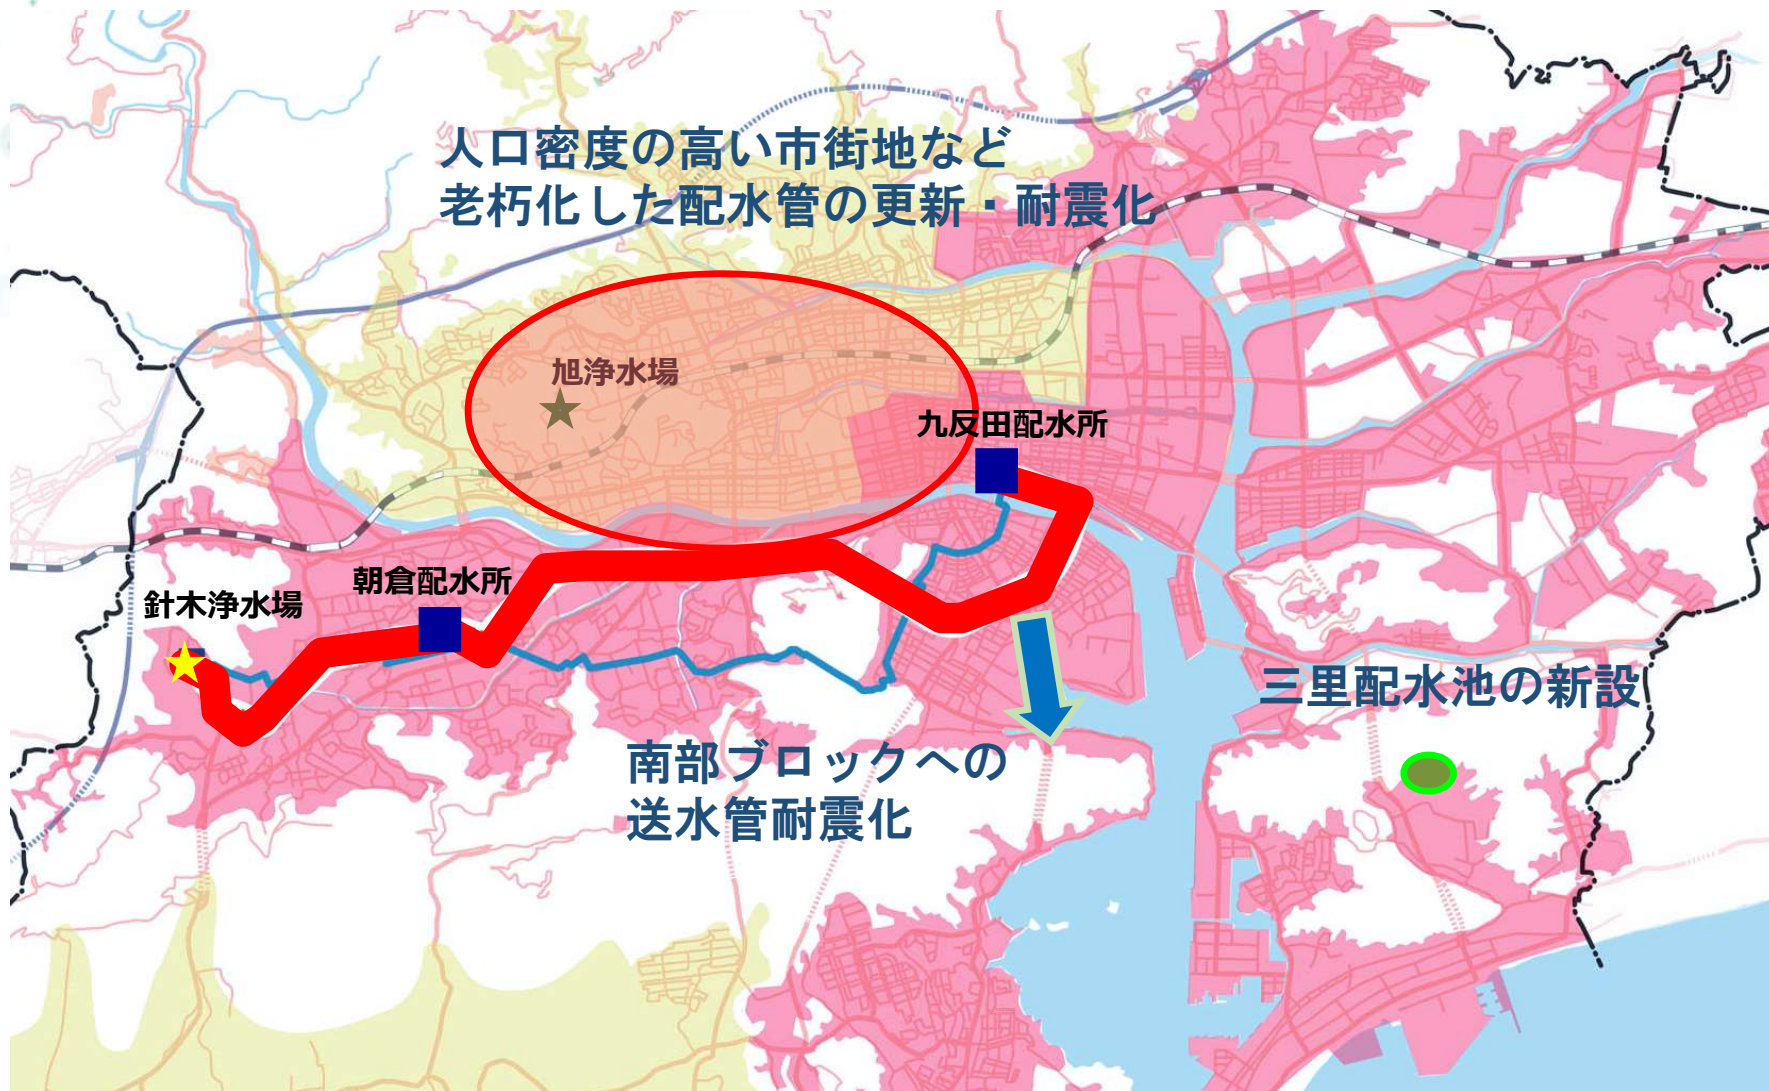 人口密度の高い市街地など
老朽化した配水管の更新・耐震化
旭浄水場
九反田配水所
朝倉配水所
針木浄水場
三里配水池の新設
南部ブロックへの
送水管耐震化